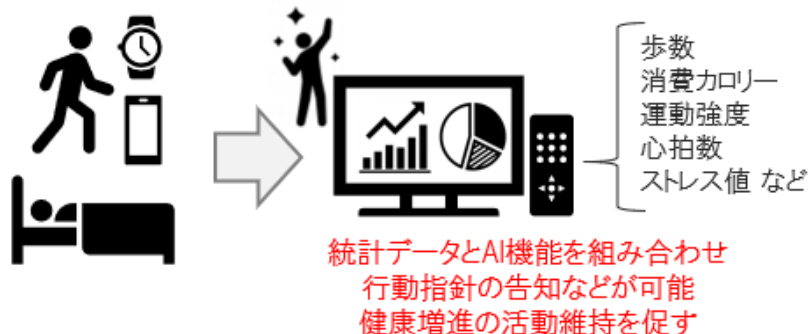 歩数
消費カロリー
運動強度
心拍数
ストレス値 など
統計データとAI機能を組み合わせ
行動指針の告知などが可能
健康増進の活動維持を促す